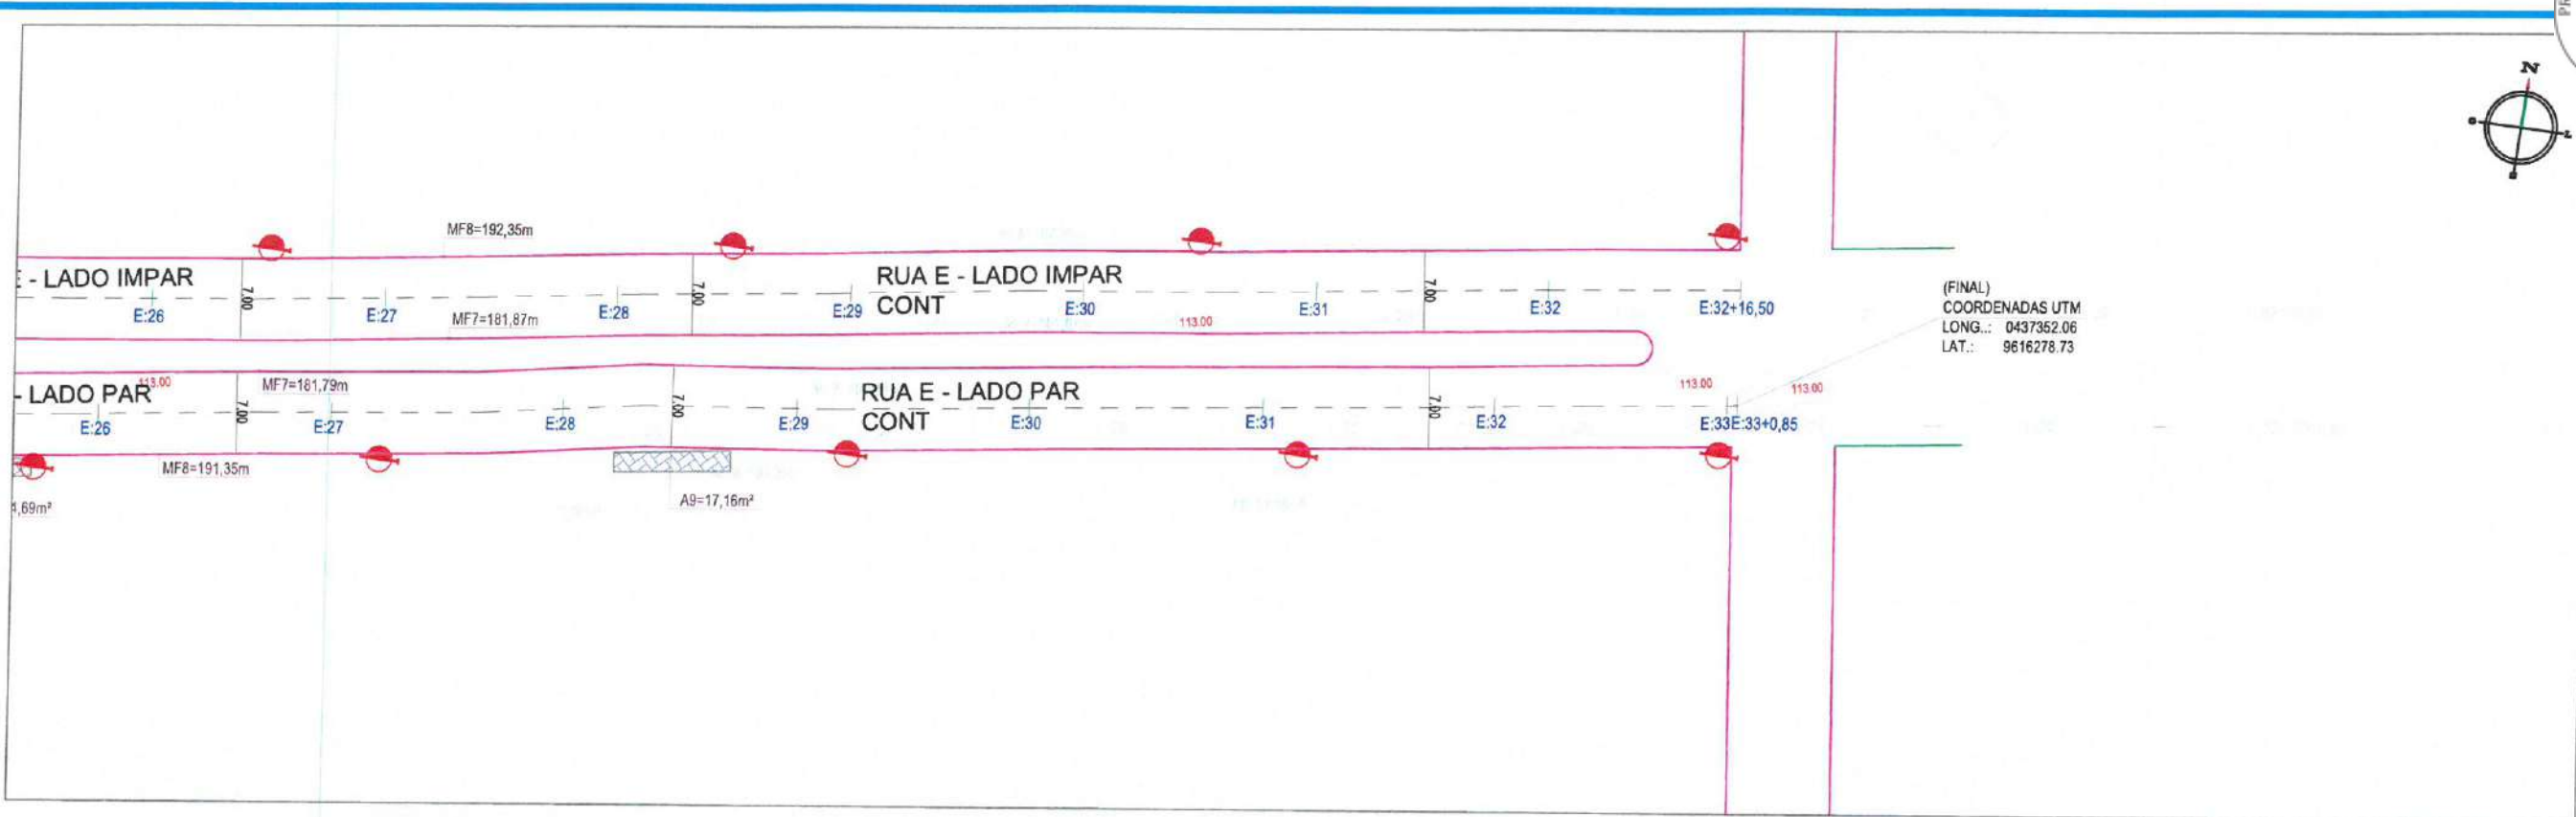 PR
N
MF8=192,35m
E - LADO IMPAR
7.00
7.00
RUA E - LADO IMPAR
CONT
7.00
E:26
E:27
MF7=181,87m
E:28
E:29
E:30
113.00
E:31
E:32
E:32+16,50
(FINAL)
COORDENADAS UTM
LONG..: 0437352.06
LAT.: 9616278.73
- LADO PAR
113.00
7.00
MF7=181,79m
7.00
RUA E - LADO PAR
CONT
7.00
113.00
113.00
E:26
E:27
E:28
E:29
E:30
E:31
E:32
E:33E:33+0,85
MF8=191,35m
A9=17,16m²
,69m²